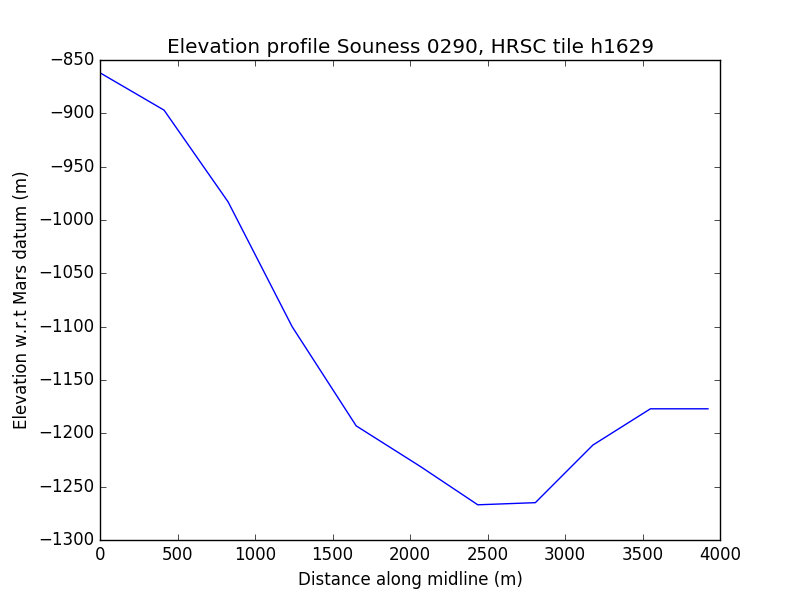 Elevation profile Souness 0290, HRSC tile h1629
−850
−900
−950
−1000
−1050
−1100
−1150
−1200
−1250
−1300
Elevation w.r.t Mars datum (m)
0 500 1000 1500 2000 2500 3000 3500 4000
Distance along midline (m)